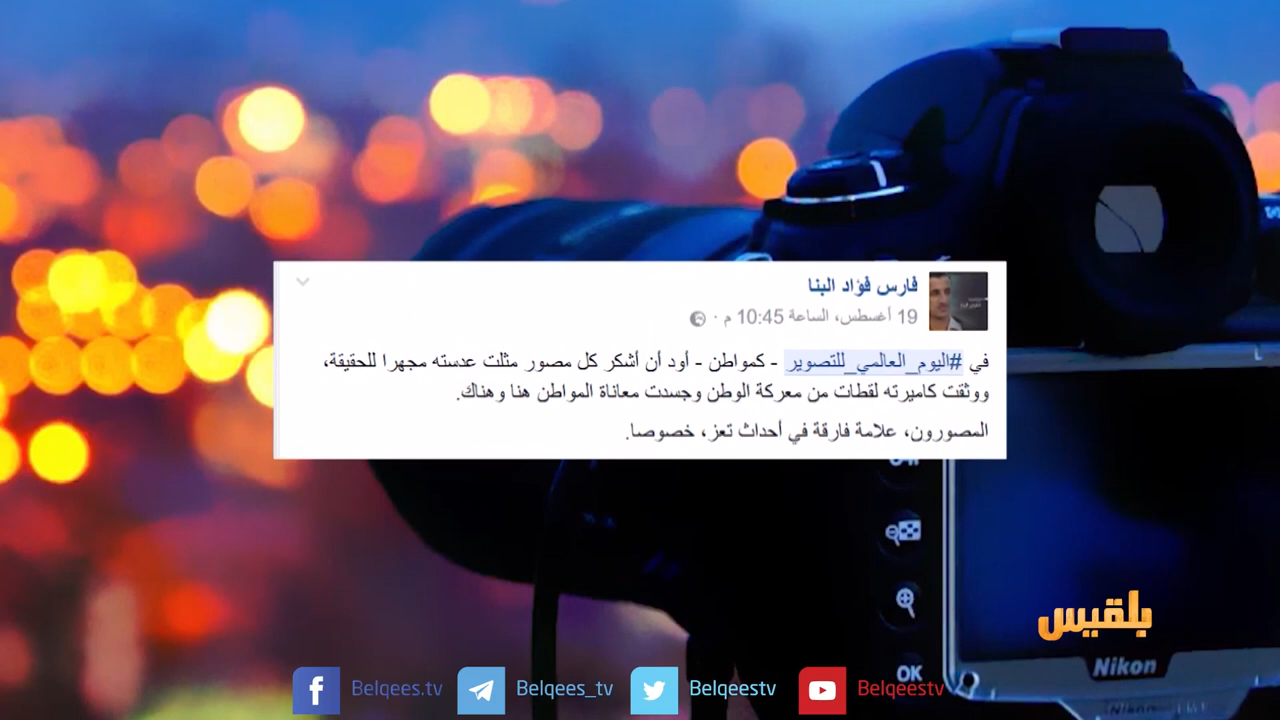 فارس فؤاد البنا
19 أغسطس، الساعة 10:45 م ·
في #اليوم_العالمي_للتصوير - كمواطن - أود أن أشكر كل مصور مثلت عدسته مجهرا للحقيقة،
ووثقت كاميرته لقطات من معركة الوطن وجسدت معاناة المواطن هنا وهناك.
المصورون، علامة فارقة في أحداث تعز، خصوصا.
بلقيس
Nikon
OK
Belqees.tv
Belqees_tv
Belqeestv
Belqeestv